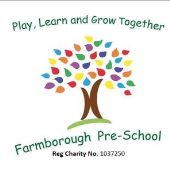 Play, Learn and Grow Together
Farmborough Pre-School
Reg Charity No. 1037250